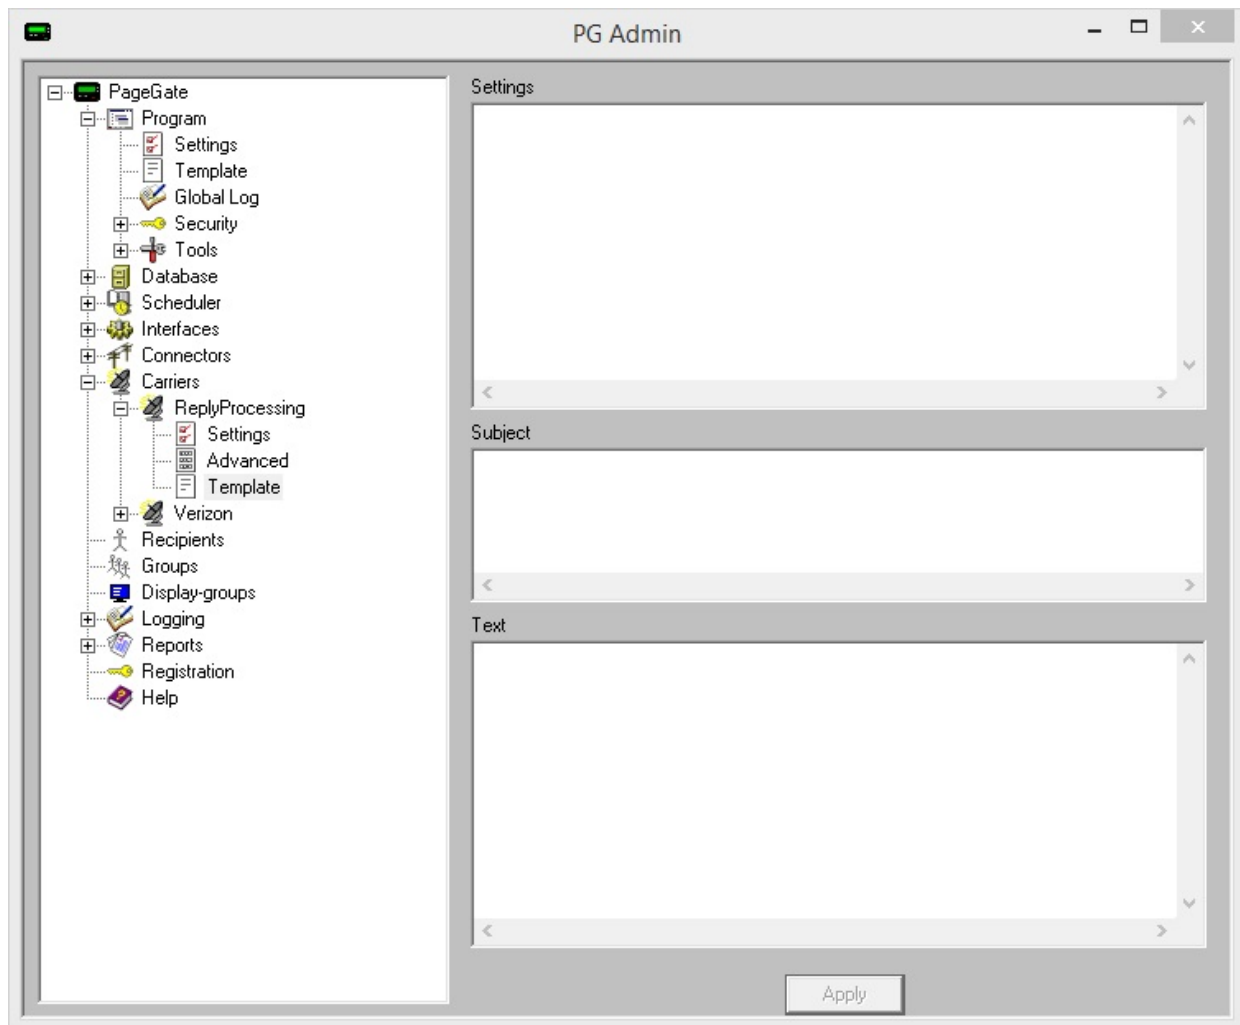 PG Admin
PageGate
Program
Settings
Template
Global Log
Security
Tools
Database
Scheduler
Interfaces
Connectors
Carriers
ReplyProcessing
Settings
Advanced
Template
Verizon
Recipients
Groups
Display-groups
Logging
Reports
Registration
Help
Settings
Subject
Text
Apply